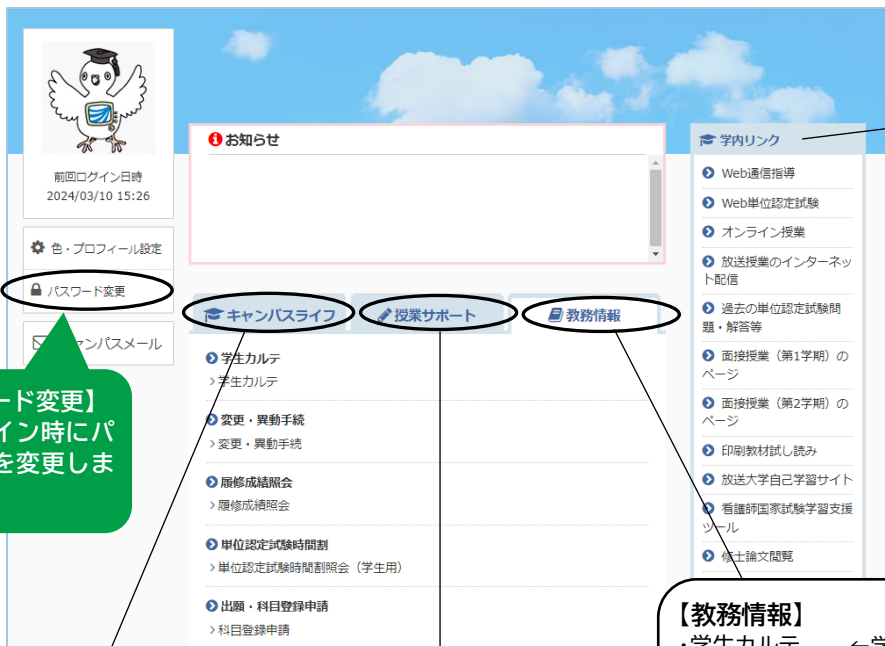 前回ログイン日時
2024/03/10 15:26
色・プロフィール設定
パスワード変更
ャンパスメール
ード変更】
イン時にパ
を変更しま
お知らせ
キャンパスライフ
授業サポート
教務情報
学生カルテ
>学生カルテ
変更・異動手続
>変更・異動手続
履修成績照会
>履修成績照会
単位認定試験時間割
>単位認定試験時間割照会（学生用）
出願・科目登録申請
>科目登録申請
学内リンク
Web通信指導
Web単位認定試験
オンライン授業
放送授業のインターネッ
ト配信
過去の単位認定試験問
題・解答等
面接授業（第1学期）の
ページ
面接授業（第2学期）の
ページ
印刷教材試し読み
放送大学自己学習サイト
看護師国家試験学習支援
ツール
修士論文閲覧
【教務情報】
・学生カルテ ←学